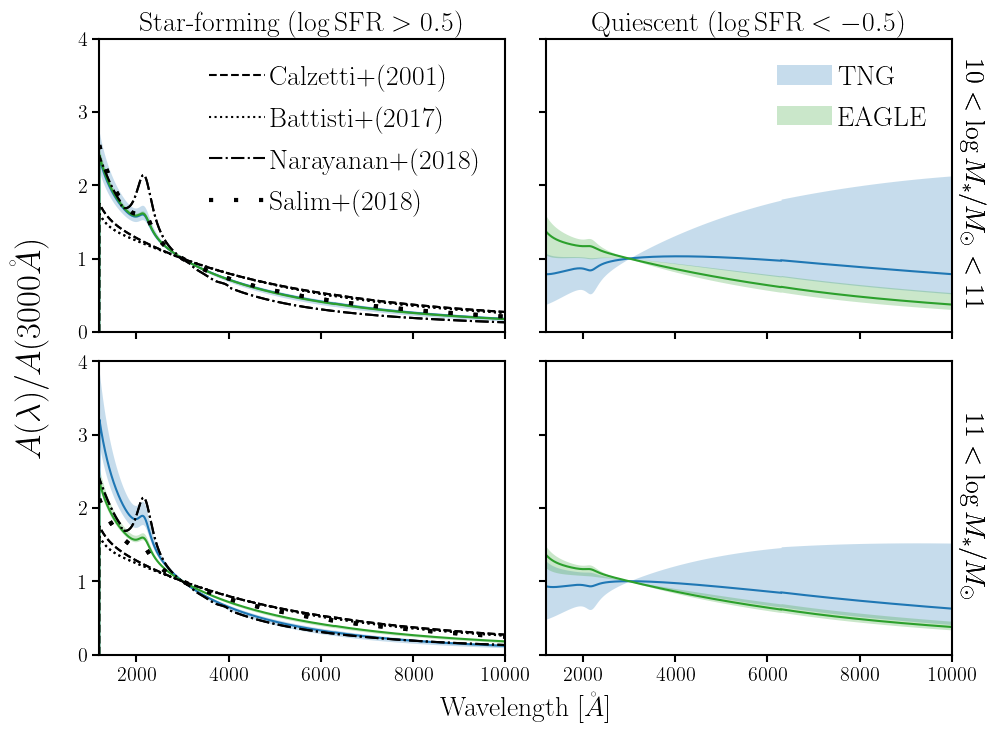 Star-forming (log SFR > 0.5)
Quiescent (log SFR < −0.5)
4
3
2
1
0
Calzetti+(2001)
Battisti+(2017)
Narayanan+(2018)
Salim+(2018)
TNG
EAGLE
10 < log M∗/M⊙ < 11
A(λ)/A(3000Å)
4
3
2
1
0
11 < log M∗/M⊙
2000 4000 6000 8000 10000
2000 4000 6000 8000 10000
Wavelength [Å]